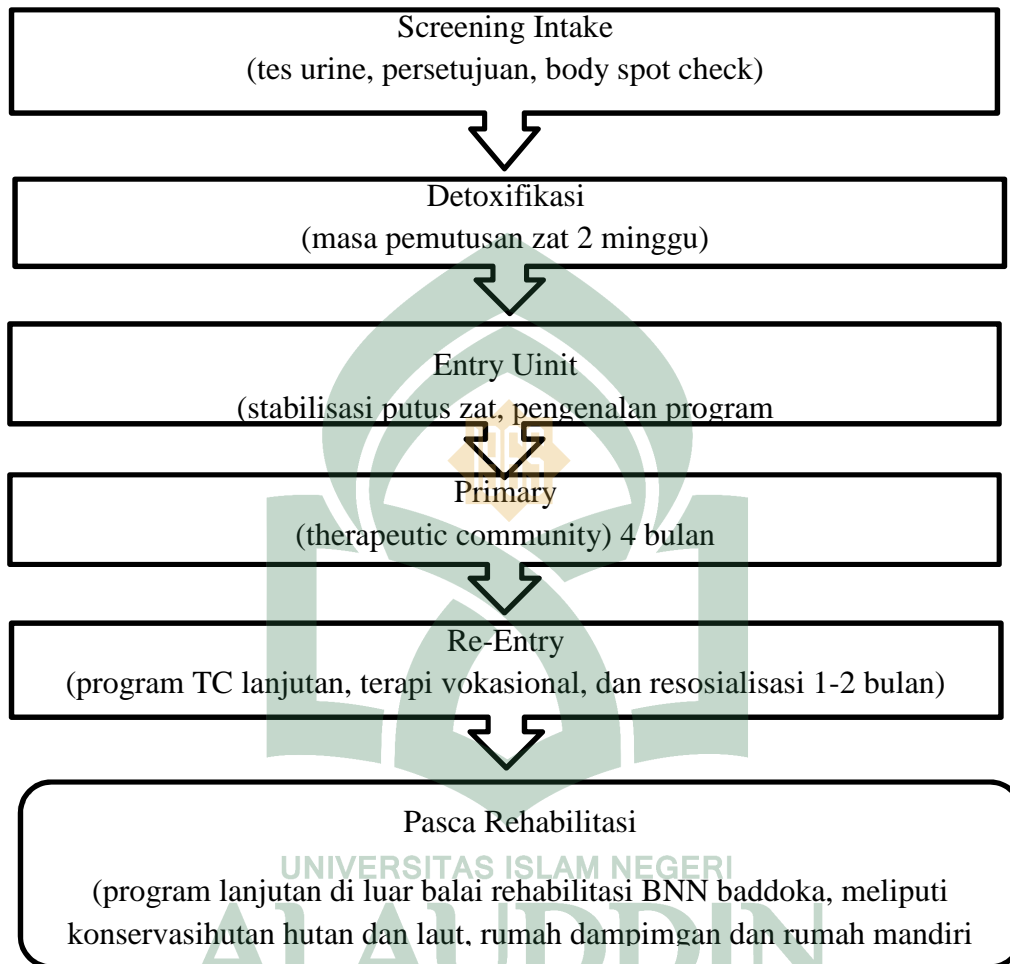 Screening Intake
(tes urine, persetujuan, body spot check)
Detoxifikasi
(masa pemutusan zat 2 minggu)
Entry Uinit
(stabilisasi putus zat, pengenalan program
Primary
(therapeutic community) 4 bulan
Re-Entry
(program TC lanjutan, terapi vokasional, dan resosialisasi 1-2 bulan)
Pasca Rehabilitasi
UNIVERSITAS ISLAM NEGERI
(program lanjutan di luar balai rehabilitasi BNN baddoka, meliputi
ALAUDDIN
konservasihutan hutan dan laut, rumah dampimgan dan rumah mandiri